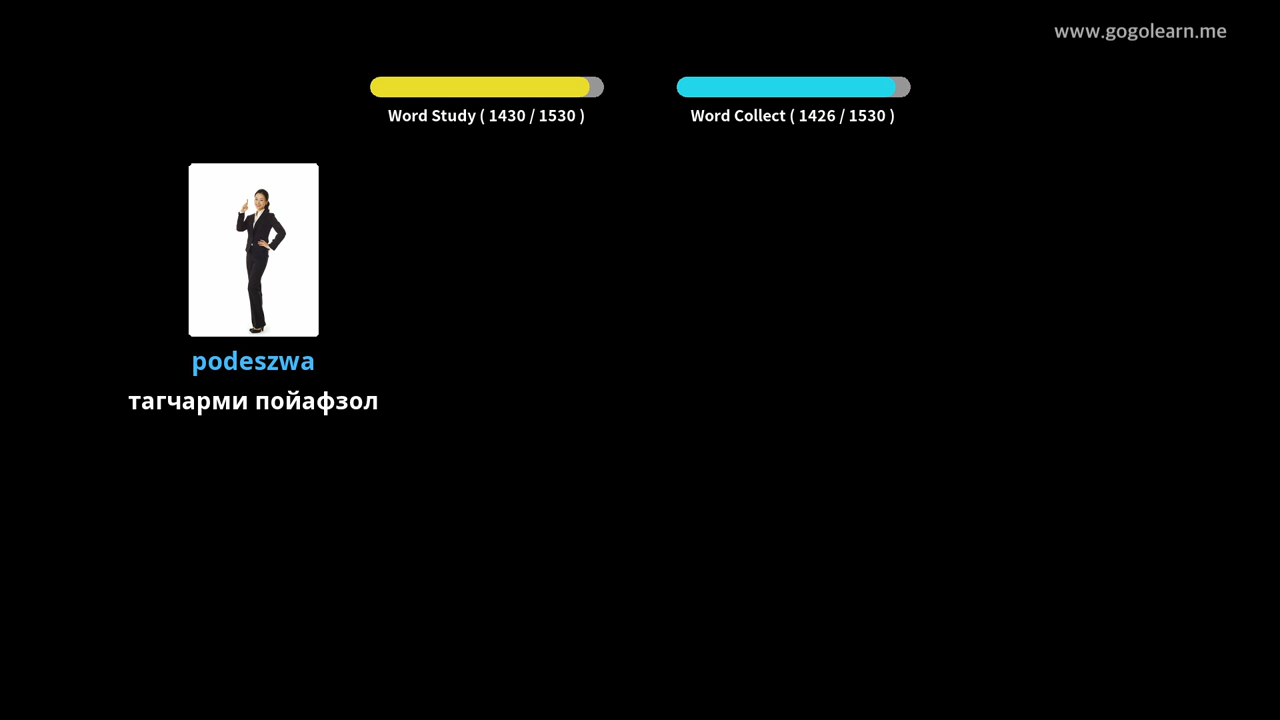 www.gogolearn.me
Word Study ( 1430 / 1530 )
Word Collect ( 1426 / 1530 )
podeszwa
тагчарми пойафзол